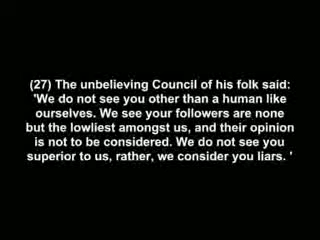 (27) The unbelieving Council of his folk said:
'We do not see you other than a human like
ourselves. We see your followers are none
but the lowliest amongst us, and their opinion
is not to be considered. We do not see you
superior to us, rather, we consider you liars. '